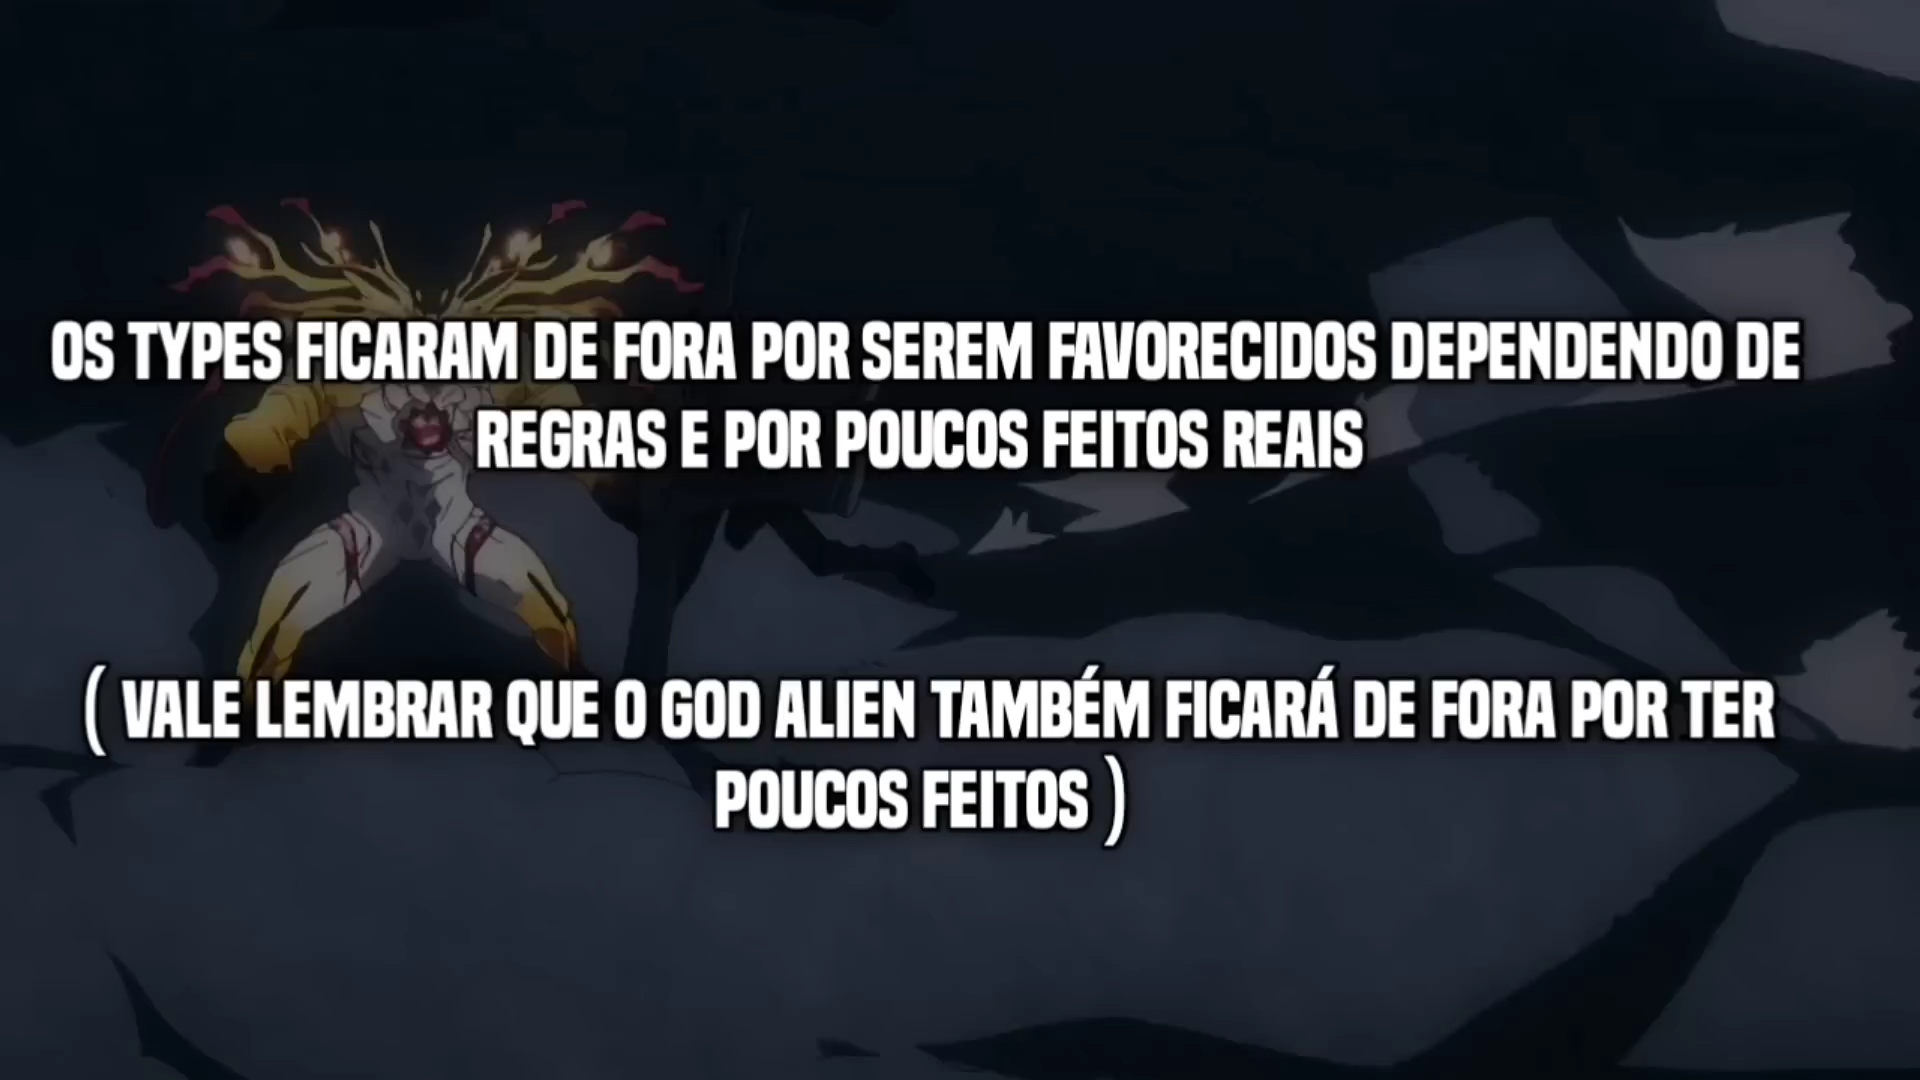 OS TYPES FICARAM DE FORA POR SEREM FAVORECIDOS DEPENDENDO DE
REGRAS E POR POUCOS FEITOS REAIS
( VALE LEMBRAR QUE O GOD ALIEN TAMBÉM FICARÁ DE FORA POR TER
POUCOS FEITOS )